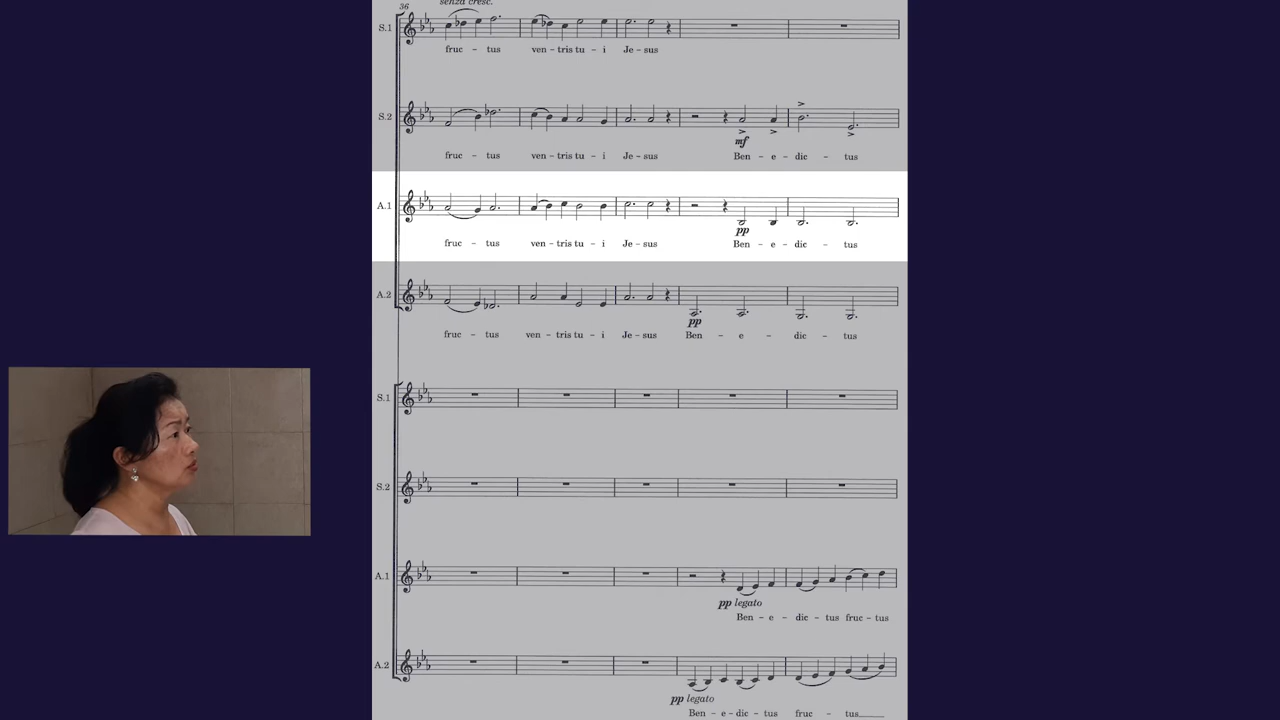 senza cresc.
36
S.1
fruc - tus ven - tris tu - i Je - sus
S.2
mf
fruc - tus ven - tris tu - i Je - sus Ben - e - dic - tus
A.1
pp
fruc - tus ven - tris tu - i Je - sus Ben - e - dic - tus
A.2
pp
fruc - tus ven - tris tu - i Je - sus Ben - e - dic - tus
S.1
S.2
A.1
pp legato
Ben - e - dic - tus fruc - tus
A.2
pp legato
Ben - e - dic - tus fruc - tus